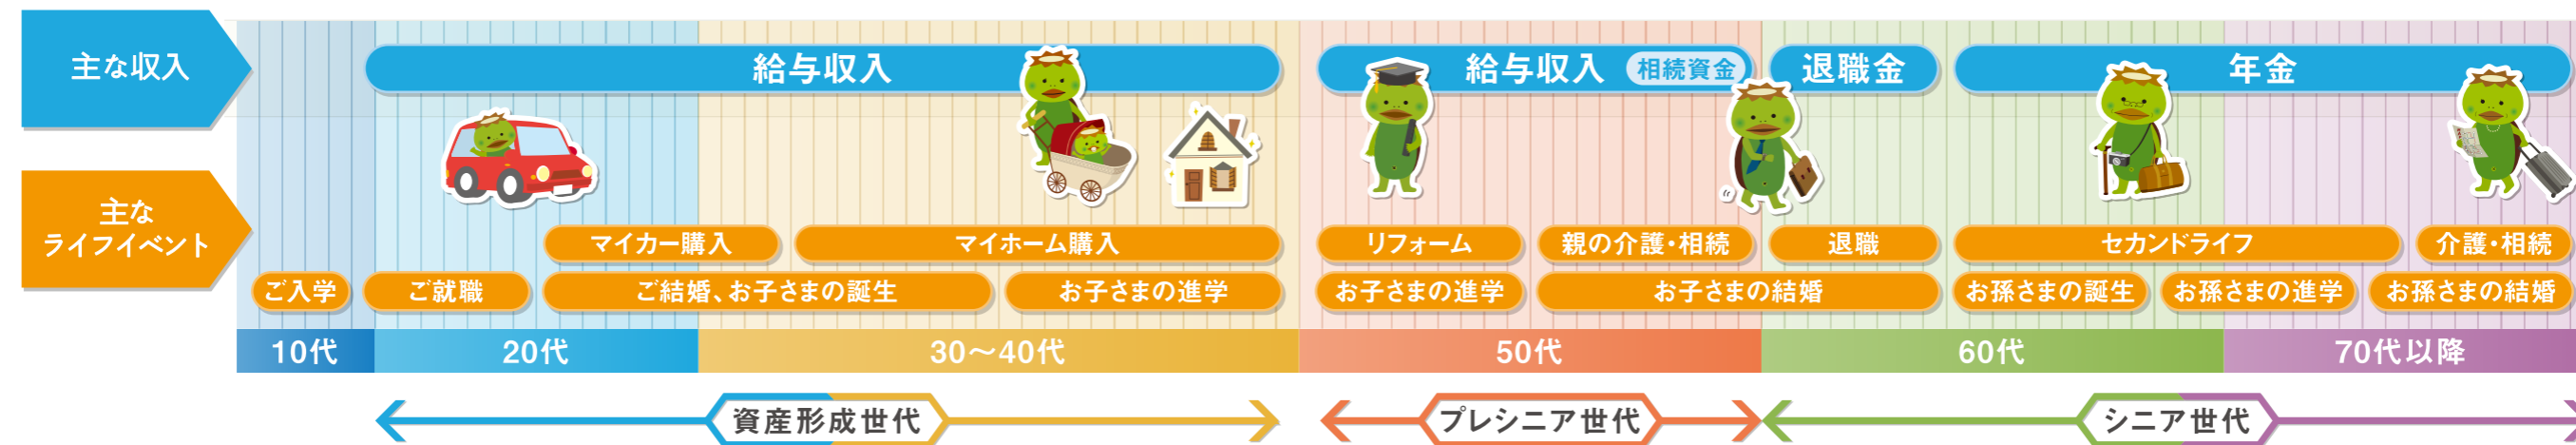 主な収入
給与収入
給与収入 相続資金
退職金
年金
主な
ライフイベント
マイカー購入
マイホーム購入
リフォーム
親の介護・相続
退職
セカンドライフ
介護・相続
ご入学
ご就職
ご結婚、お子さまの誕生
お子さまの進学
お子さまの進学
お子さまの結婚
お孫さまの誕生
お孫さまの進学
お孫さまの結婚
10代
20代
30～40代
50代
60代
70代以降
資産形成世代
プレシニア世代
シニア世代